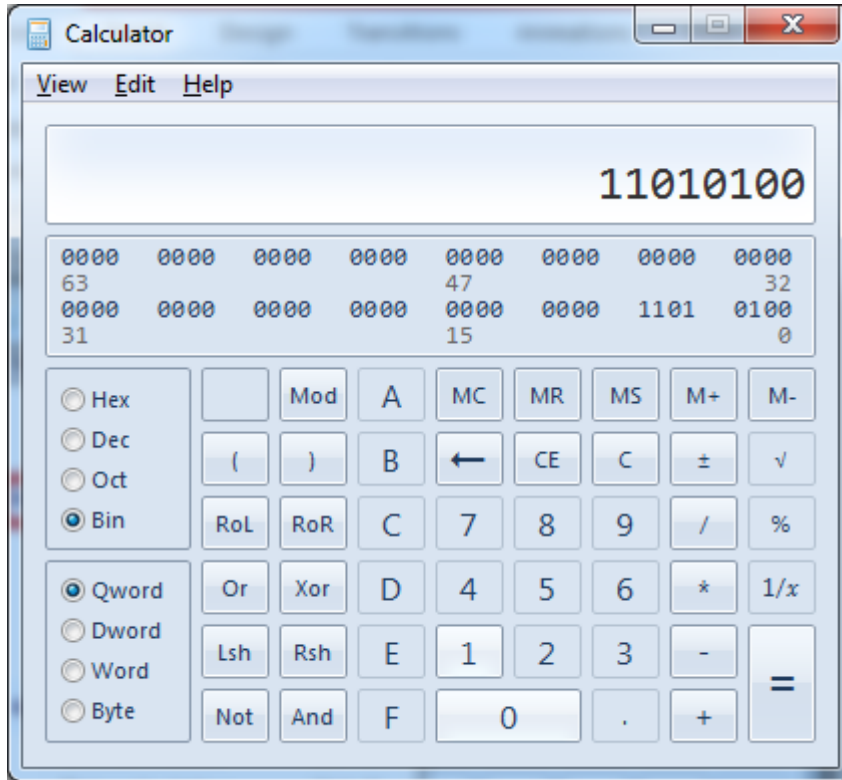 Calculator
View Edit Help
11010100
0000 0000 0000 0000 0000 0000 0000 0000
63 47 32
0000 0000 0000 0000 0000 0000 1101 0100
31 15 0
Hex Mod A MC MR MS M+ M-
Dec ( ) B ← CE C ± √
Oct
Bin RoL RoR C 7 8 9 / %
Qword Or Xor D 4 5 6 * 1/x
Dword Lsh Rsh E 1 2 3 - =
Word
Byte Not And F 0 . +